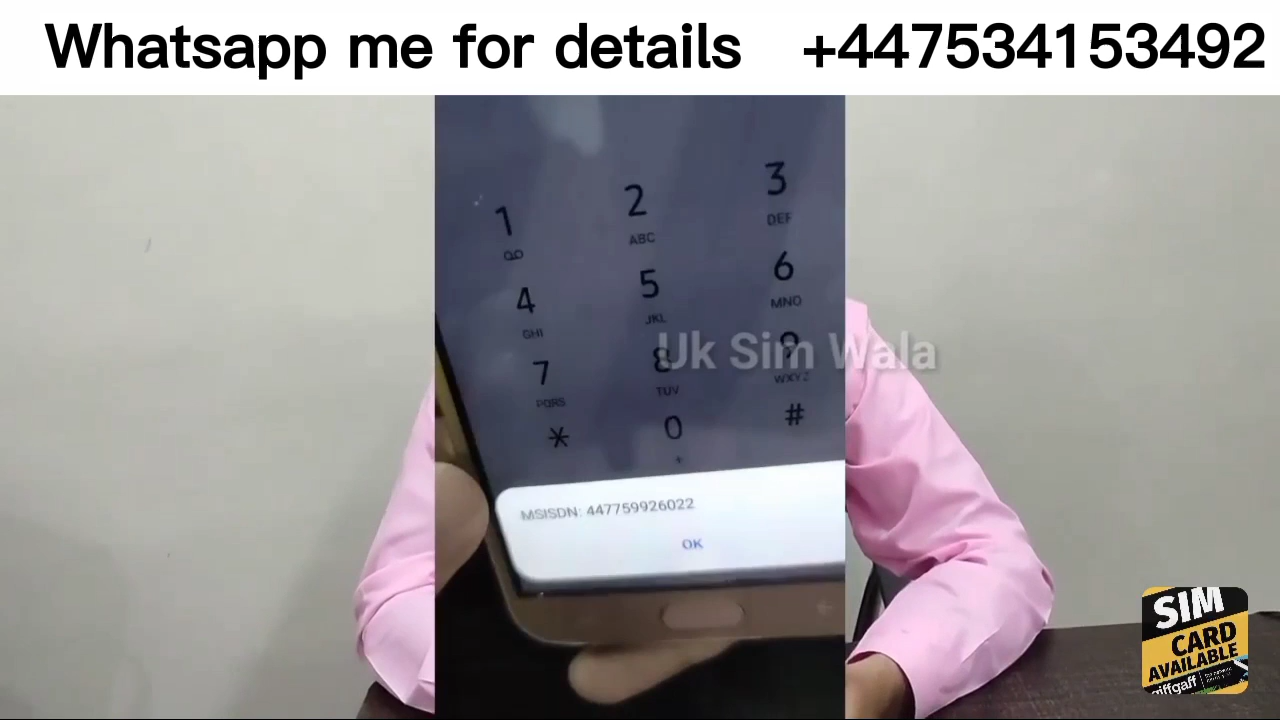 Whatsapp me for details +447534153492
1
2
ABC
3
DEF
4
GHI
5
JKL
6
MNO
7
PQRS
8
TUV
9
WXYZ
*
0
+
#
Uk Sim Wala
MSISDN: 447759926022
OK
SIM
CARD
AVAILABLE
giffgaff